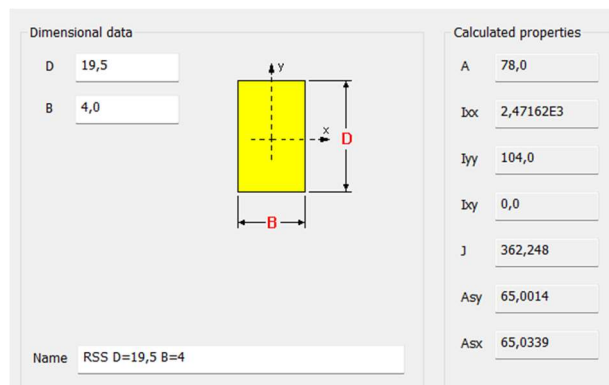 Dimensional data
D 19,5
B 4,0
y
x
D
B
Name RSS D=19,5 B=4
Calculated properties
A 78,0
Ixx 2,47162E3
Iyy 104,0
Ixy 0,0
J 362,248
Asy 65,0014
Asx 65,0339